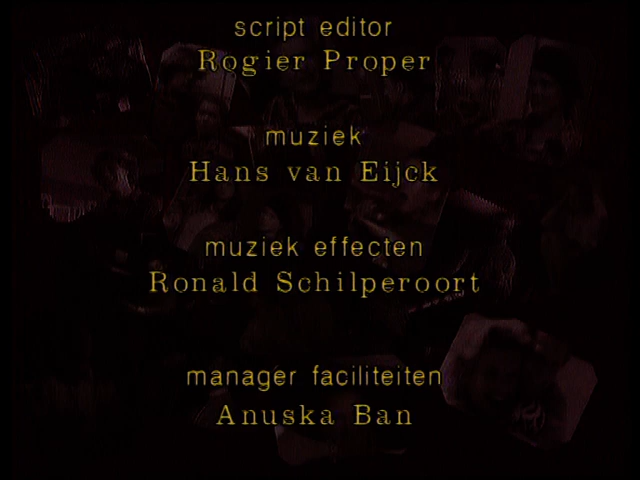 script editor
Rogier Proper
muziek
Hans van Eijck
muziek effecten
Ronald Schilperoort
manager faciliteiten
Anuska Ban